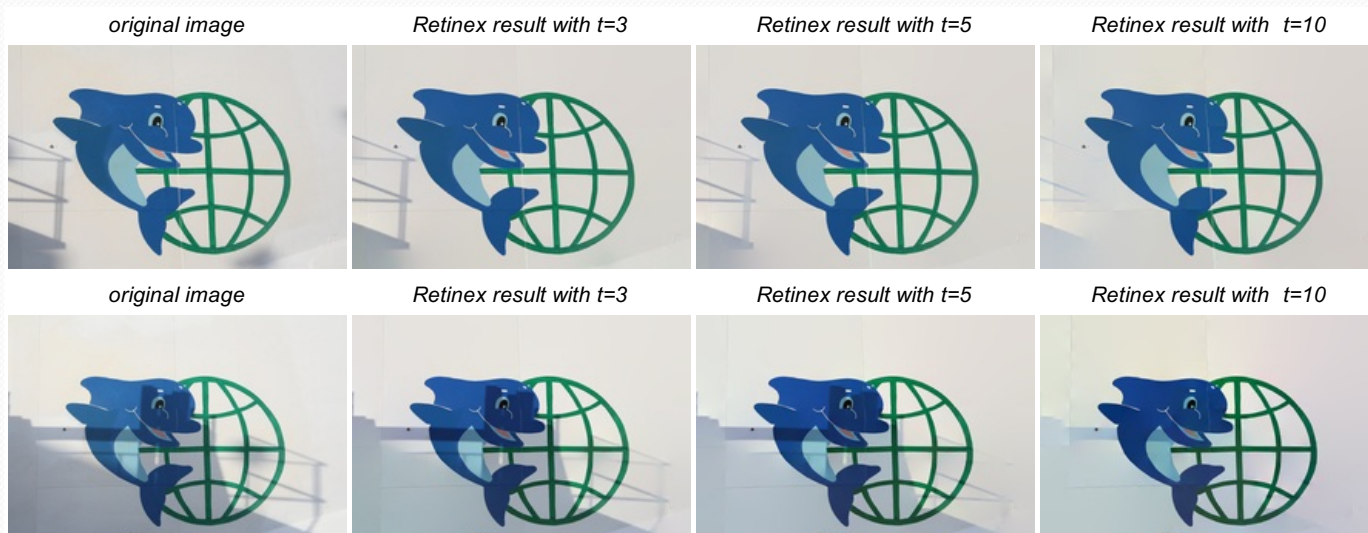 original image
Retinex result with t=3
Retinex result with t=5
Retinex result with t=10
original image
Retinex result with t=3
Retinex result with t=5
Retinex result with t=10